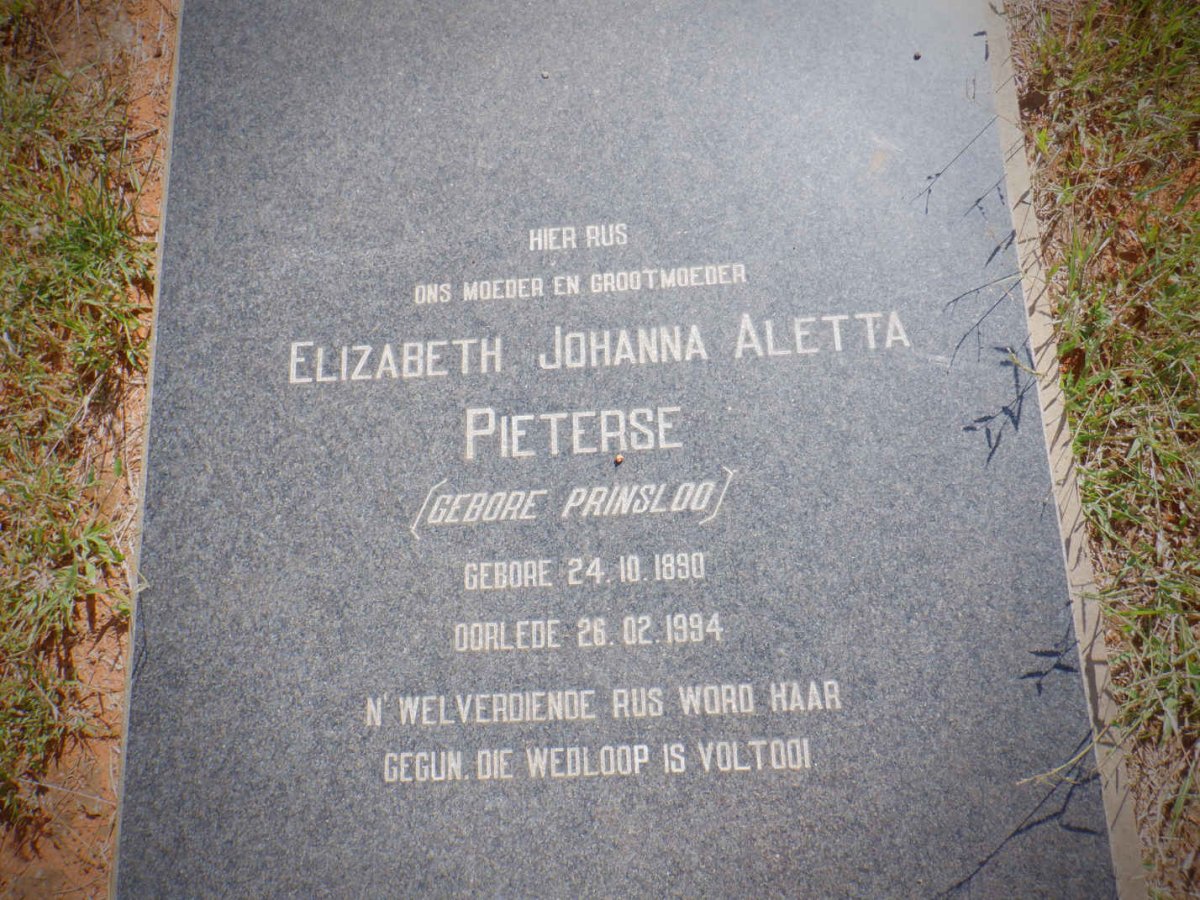 HIER RUS
ONS MOEDER EN GROOTMOEDER
ELIZABETH JOHANNA ALETTA
PIETERSE
(GEBORE PRINSLOO)
GEBORE 24.10.1890
OORLEDE 26.02.1994
N' WELVERDIENDE RUS WORD HAAR
GEGUN. DIE WEDLOOP IS VOLTOOI